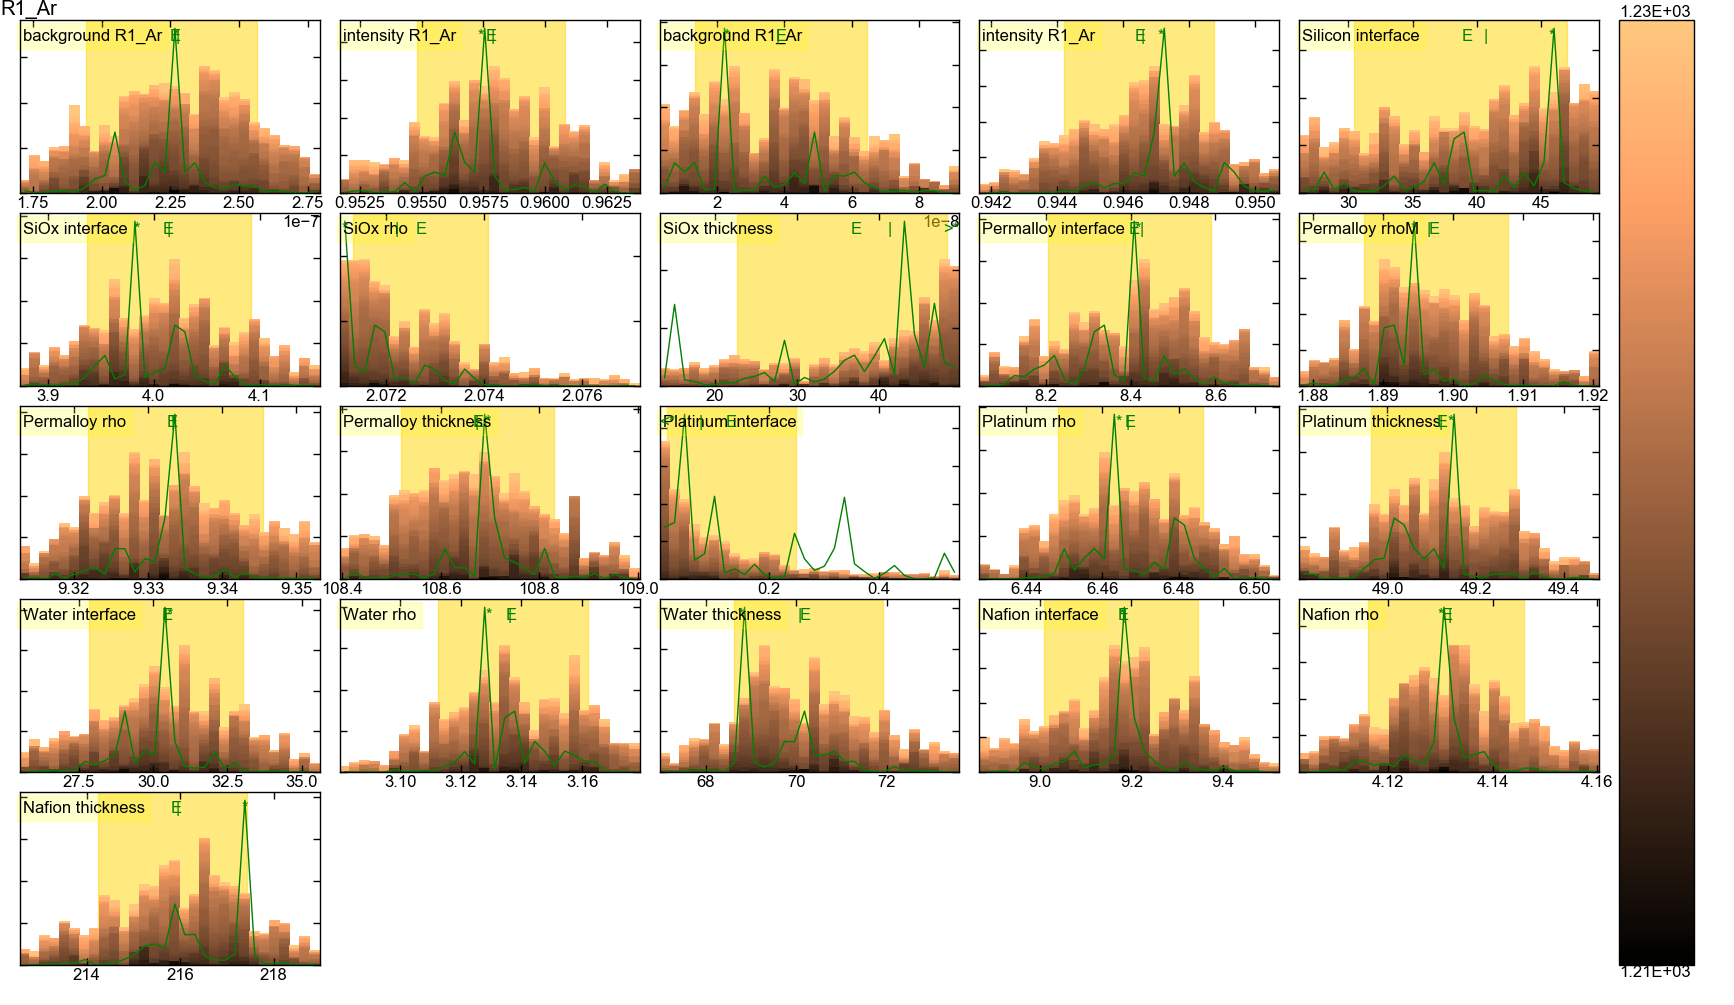 R1_Ar
1.23E+03
background R1_Ar E
intensity R1_Ar * E
background R1_Ar * E
intensity R1_Ar E *
Silicon interface E | *
1.75 2.00 2.25 2.50 2.75
0.9525 0.9550 0.9575 0.9600 0.9625
2 4 6 8
0.942 0.944 0.946 0.948 0.950
30 35 40 45
1e−7
1e−8
SiOx interface * E
SiOx rho | E
SiOx thickness E | >*
Permalloy interface E * |
Permalloy rhoM | E
3.9 4.0 4.1
2.072 2.074 2.076
20 30 40
8.2 8.4 8.6
1.88 1.89 1.90 1.91 1.92
Permalloy rho E
Permalloy thickness E *
Platinum interface | E
Platinum rho * | E
Platinum thickness E *
9.32 9.33 9.34 9.35
108.4 108.6 108.8 109.0
0.2 0.4
6.44 6.46 6.48 6.50
49.0 49.2 49.4
Water interface E
Water rho * E
Water thickness * | E
Nafion interface E
Nafion rho * E
27.5 30.0 32.5 35.0
3.10 3.12 3.14 3.16
68 70 72
9.0 9.2 9.4
4.12 4.14 4.16
Nafion thickness E *
214 216 218
1.21E+03